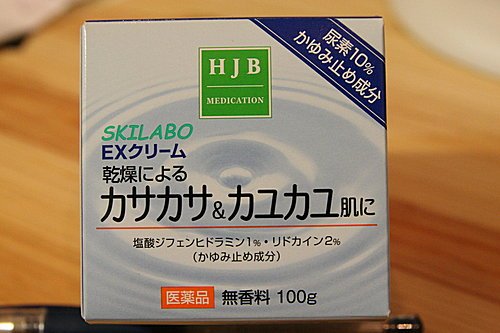 尿素10%
かゆみ止め成分
HJB
MEDICATION
SKILABO
EXクリーム
乾燥による
カサカサ&カユカユ肌に
塩酸ジフェンヒドラミン1%・リドカイン2%
(かゆみ止め成分)
医薬品 無香料 100g